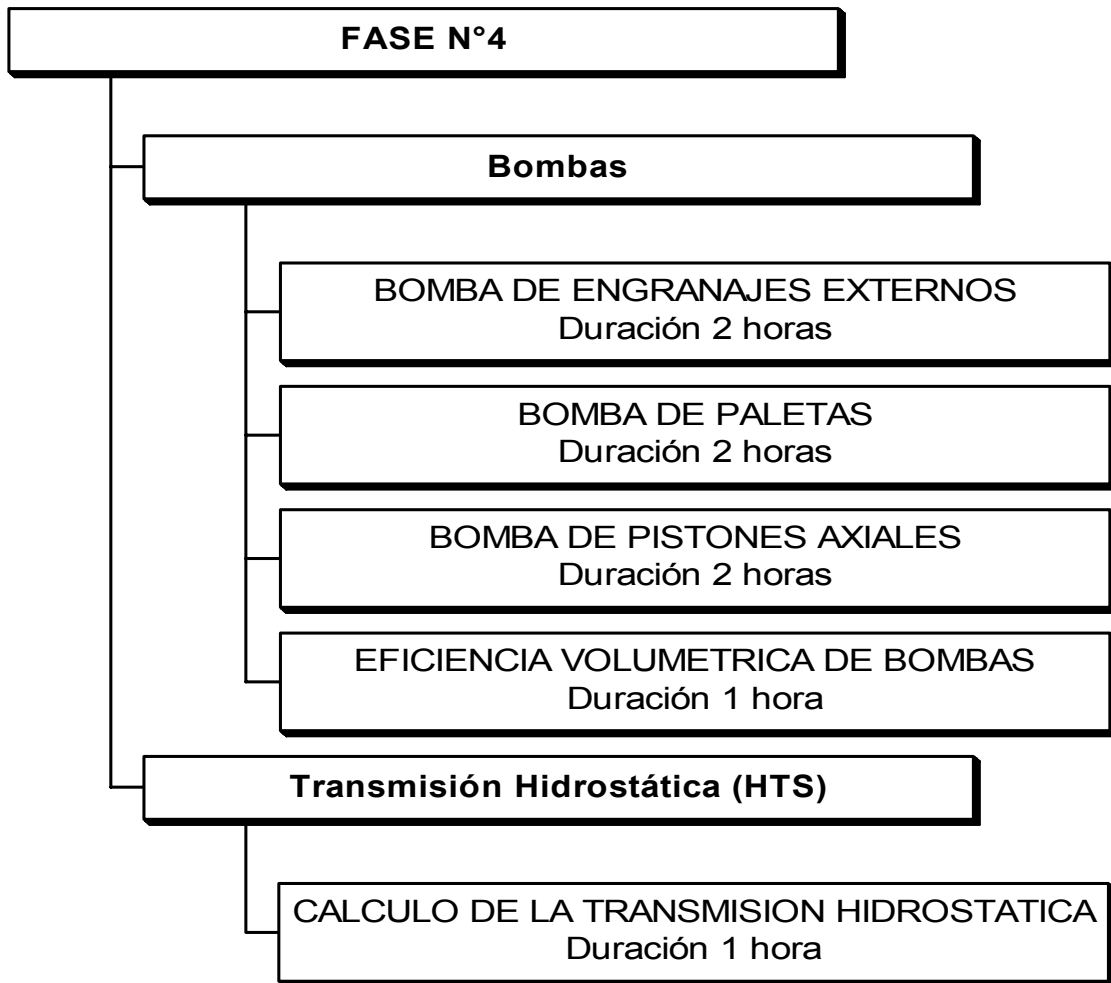 FASE N°4
Bombas
BOMBA DE ENGRANAJES EXTERNOS
Duración 2 horas
BOMBA DE PALETAS
Duración 2 horas
BOMBA DE PISTONES AXIALES
Duración 2 horas
EFICIENCIA VOLUMETRICA DE BOMBAS
Duración 1 hora
Transmisión Hidrostática (HTS)
CALCULO DE LA TRANSMISION HIDROSTATICA
Duración 1 hora